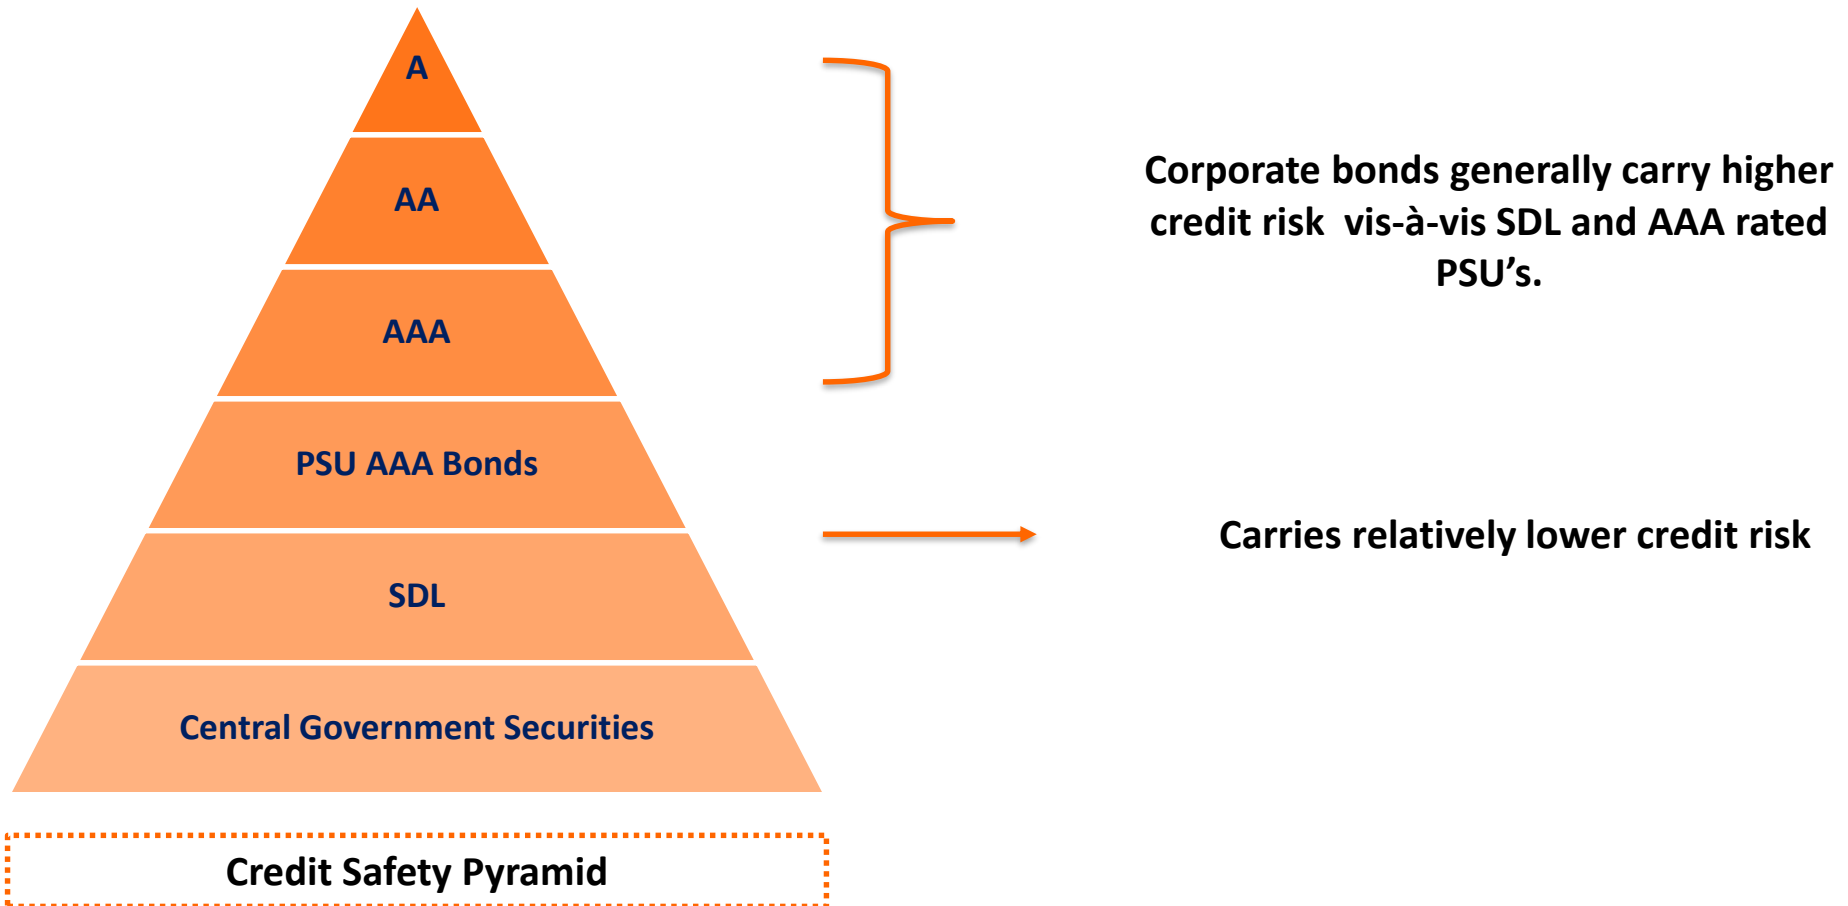 A
AA
AAA
PSU AAA Bonds
SDL
Central Government Securities
Credit Safety Pyramid
Corporate bonds generally carry higher
credit risk  vis-à-vis SDL and AAA rated
PSU’s.
Carries relatively lower credit risk